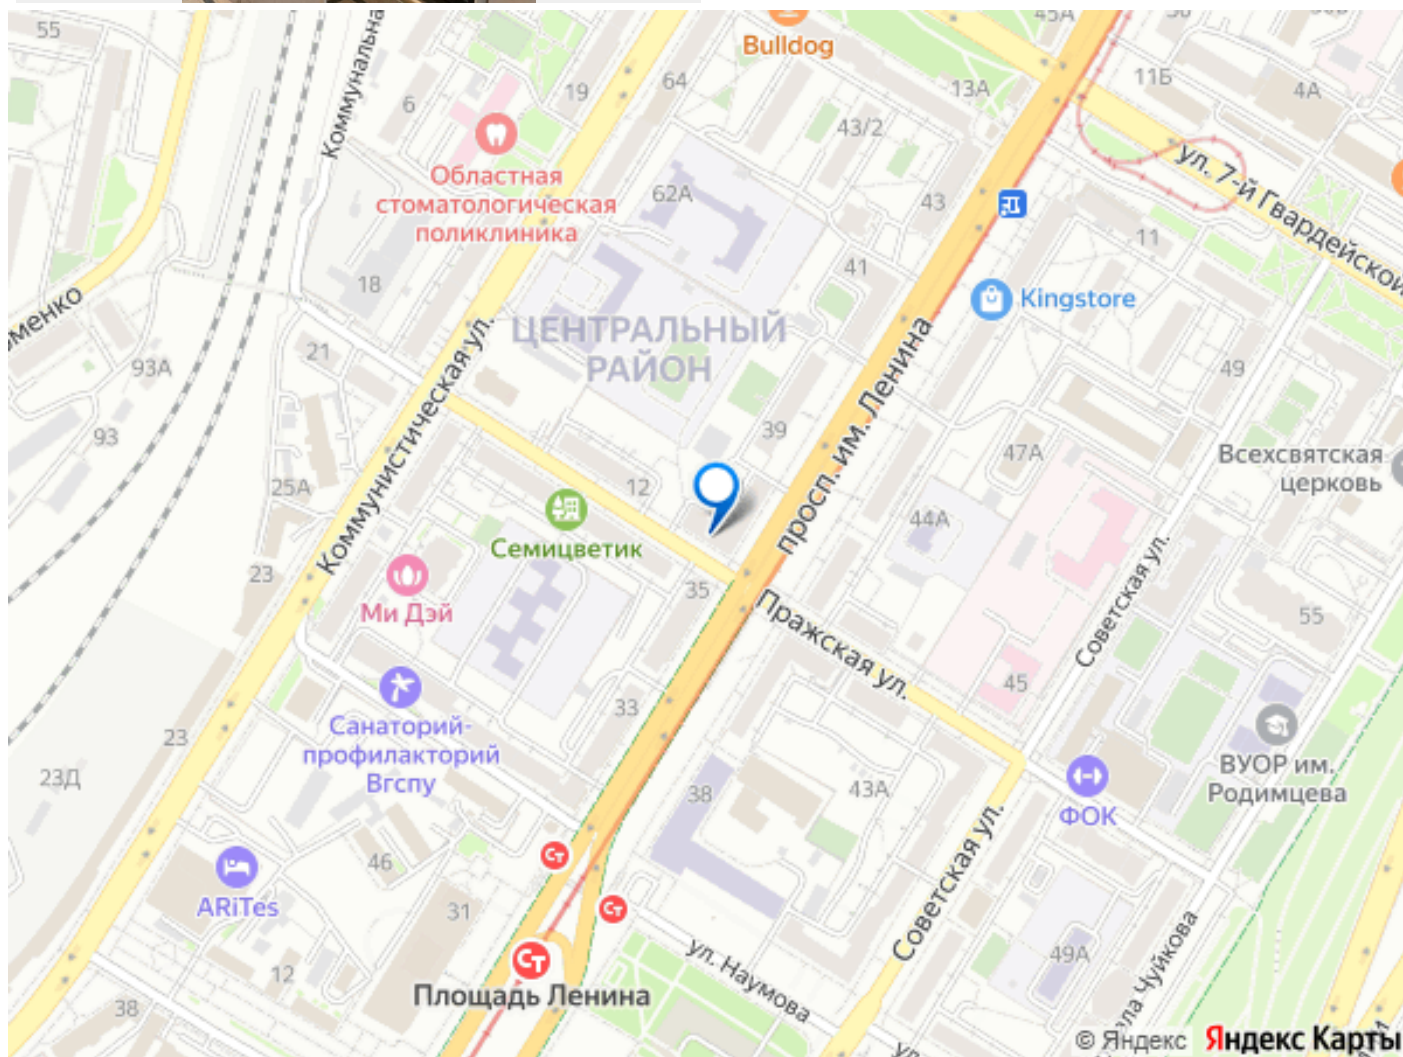 55
Коммунальна
19
64
Bulldog
45А
13А
11Б
4А
6
43/2
Областная
стоматологическая
поликлиника
62А
43
ул. 7-й Гвардейской
11
18
41
Kingstore
менко
ЦЕНТРАЛЬНЫЙ
РАЙОН
21
93А
49
93
Коммунистическая ул.
39
просп. им. Ленина
47А
Всехсвятская
церковь
25А
12
44А
Семицветик
23
Ми Дэй
35
Пражская ул.
Советская ул.
55
45
33
Санаторий-
профилакторий
Вгспу
23
23Д
38
43А
ФОК
ВУОР им.
Родимцева
46
ARiTes
31
Советская ул.
12
ул. Наумова
49А
ла Чуйкова
38
Площадь Ленина
© Яндекс Яндекс Карты